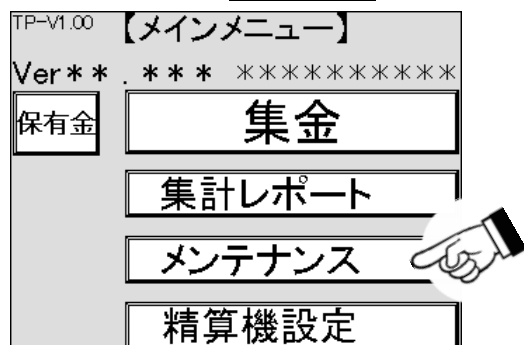 TP-V1.00 【メインメニュー】
Ver**.*** **********
保有金 集金
集計レポート
メンテナンス
精算機設定